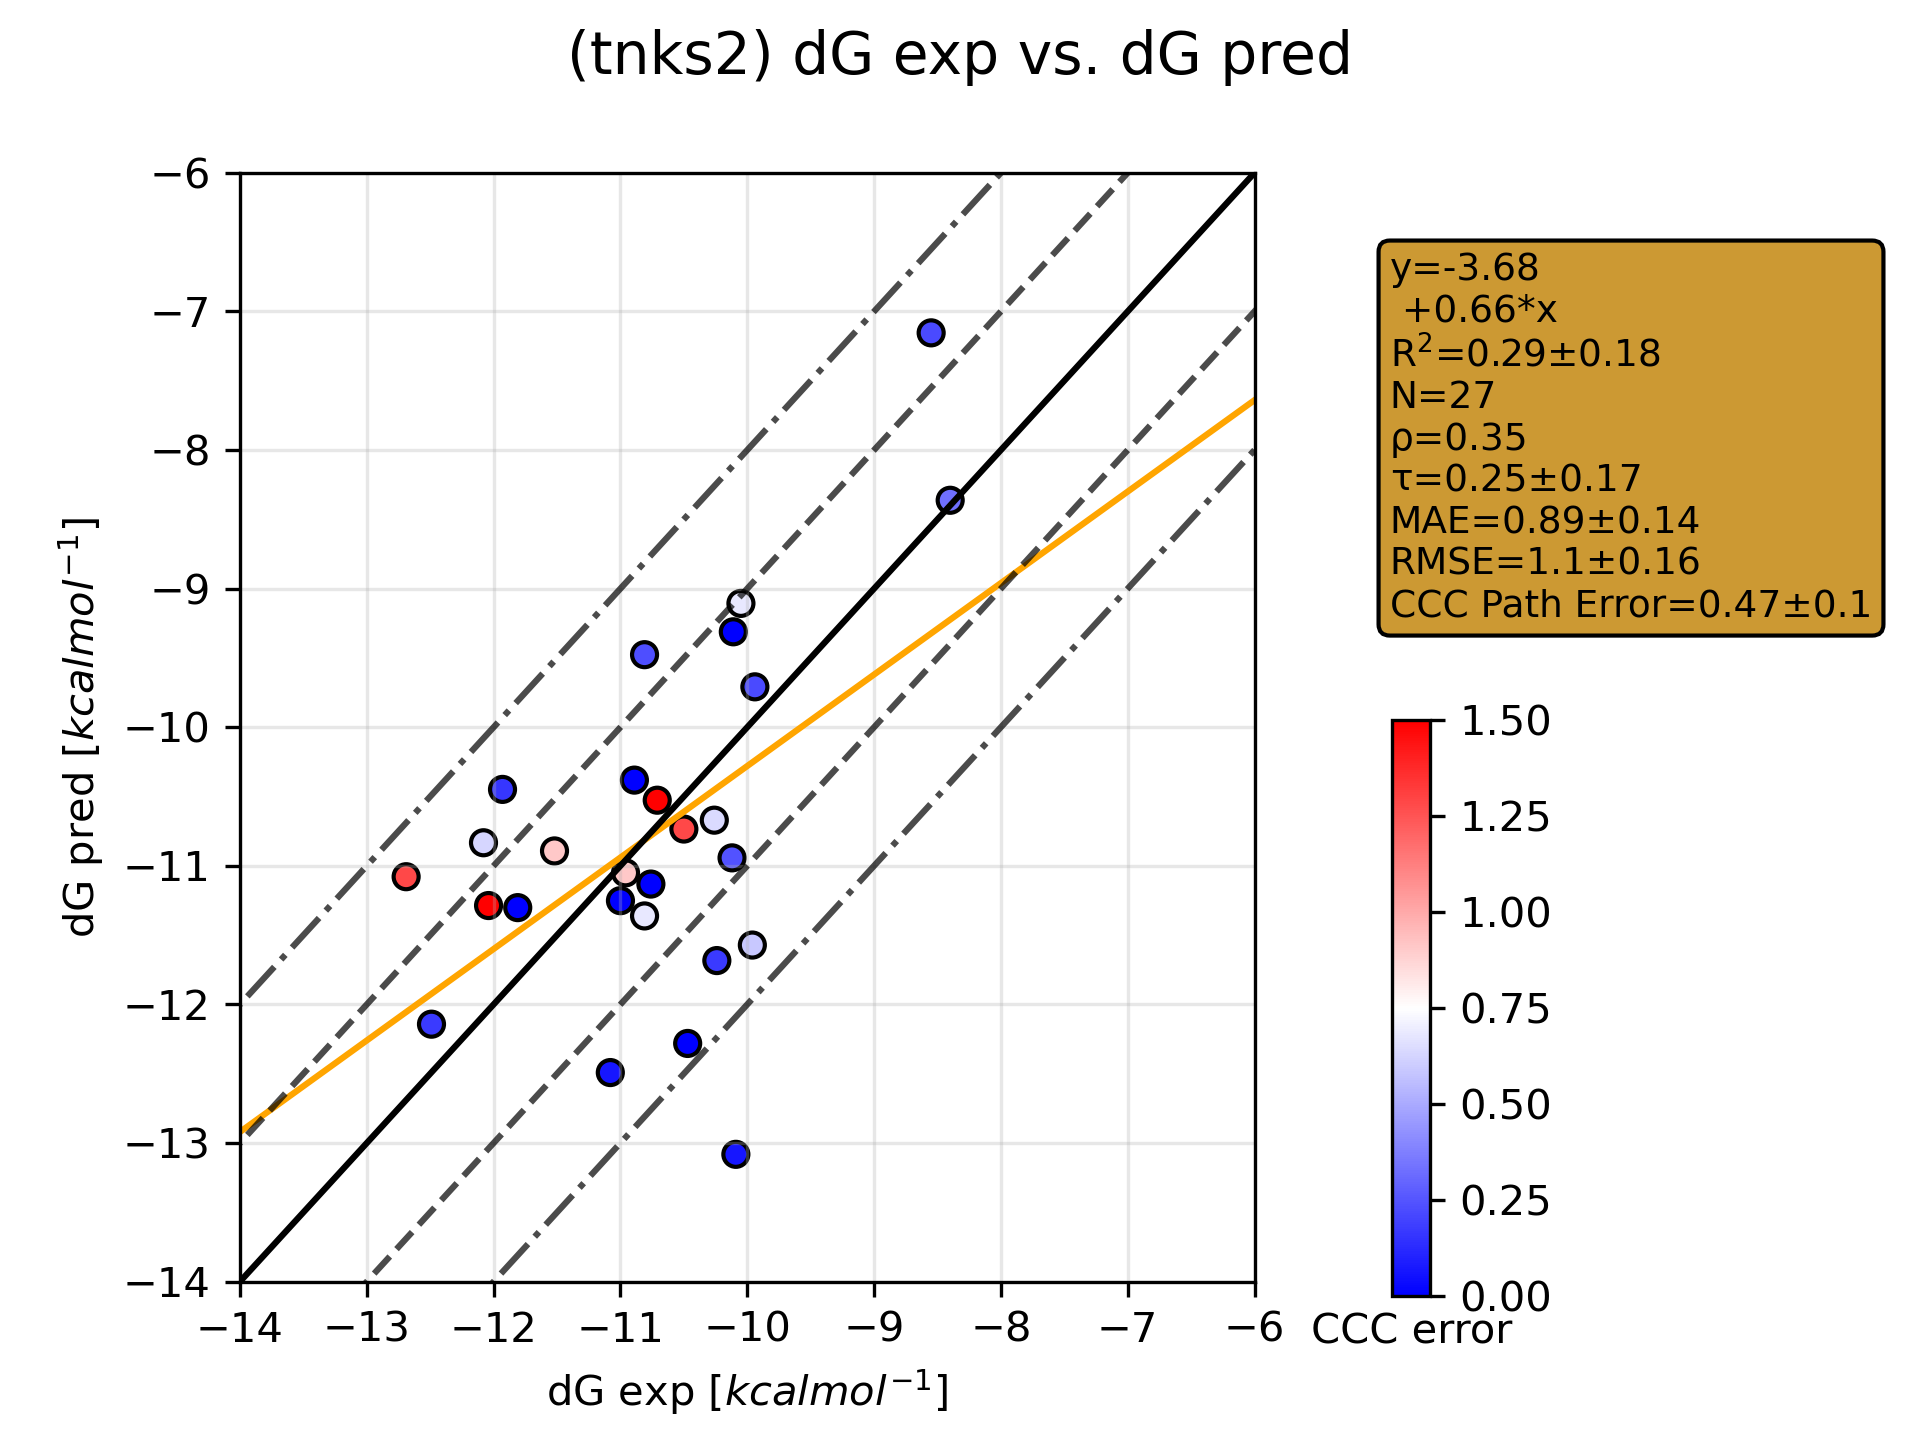 (tnks2) dG exp vs. dG pred
−6
−7
−8
−9
−10
−11
−12
−13
−14
dG pred [kcalmol⁻¹]
−14 −13 −12 −11 −10 −9 −8 −7 −6
dG exp [kcalmol⁻¹]
y=-3.68
+0.66*x
R²=0.29±0.18
N=27
ρ=0.35
τ=0.25±0.17
MAE=0.89±0.14
RMSE=1.1±0.16
CCC Path Error=0.47±0.1
1.50
1.25
1.00
0.75
0.50
0.25
0.00
CCC error